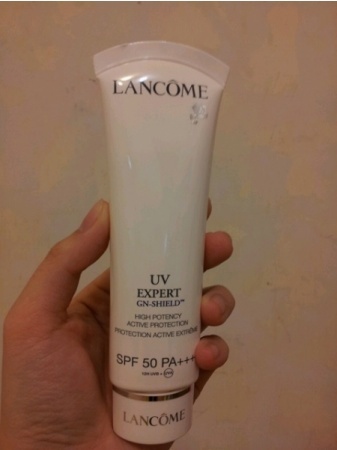 LANCÔME
UV
EXPERT
GN-SHIELD™
HIGH POTENCY
ACTIVE PROTECTION
PROTECTION ACTIVE EXTRÊME
SPF 50 PA+++
LANCÔME